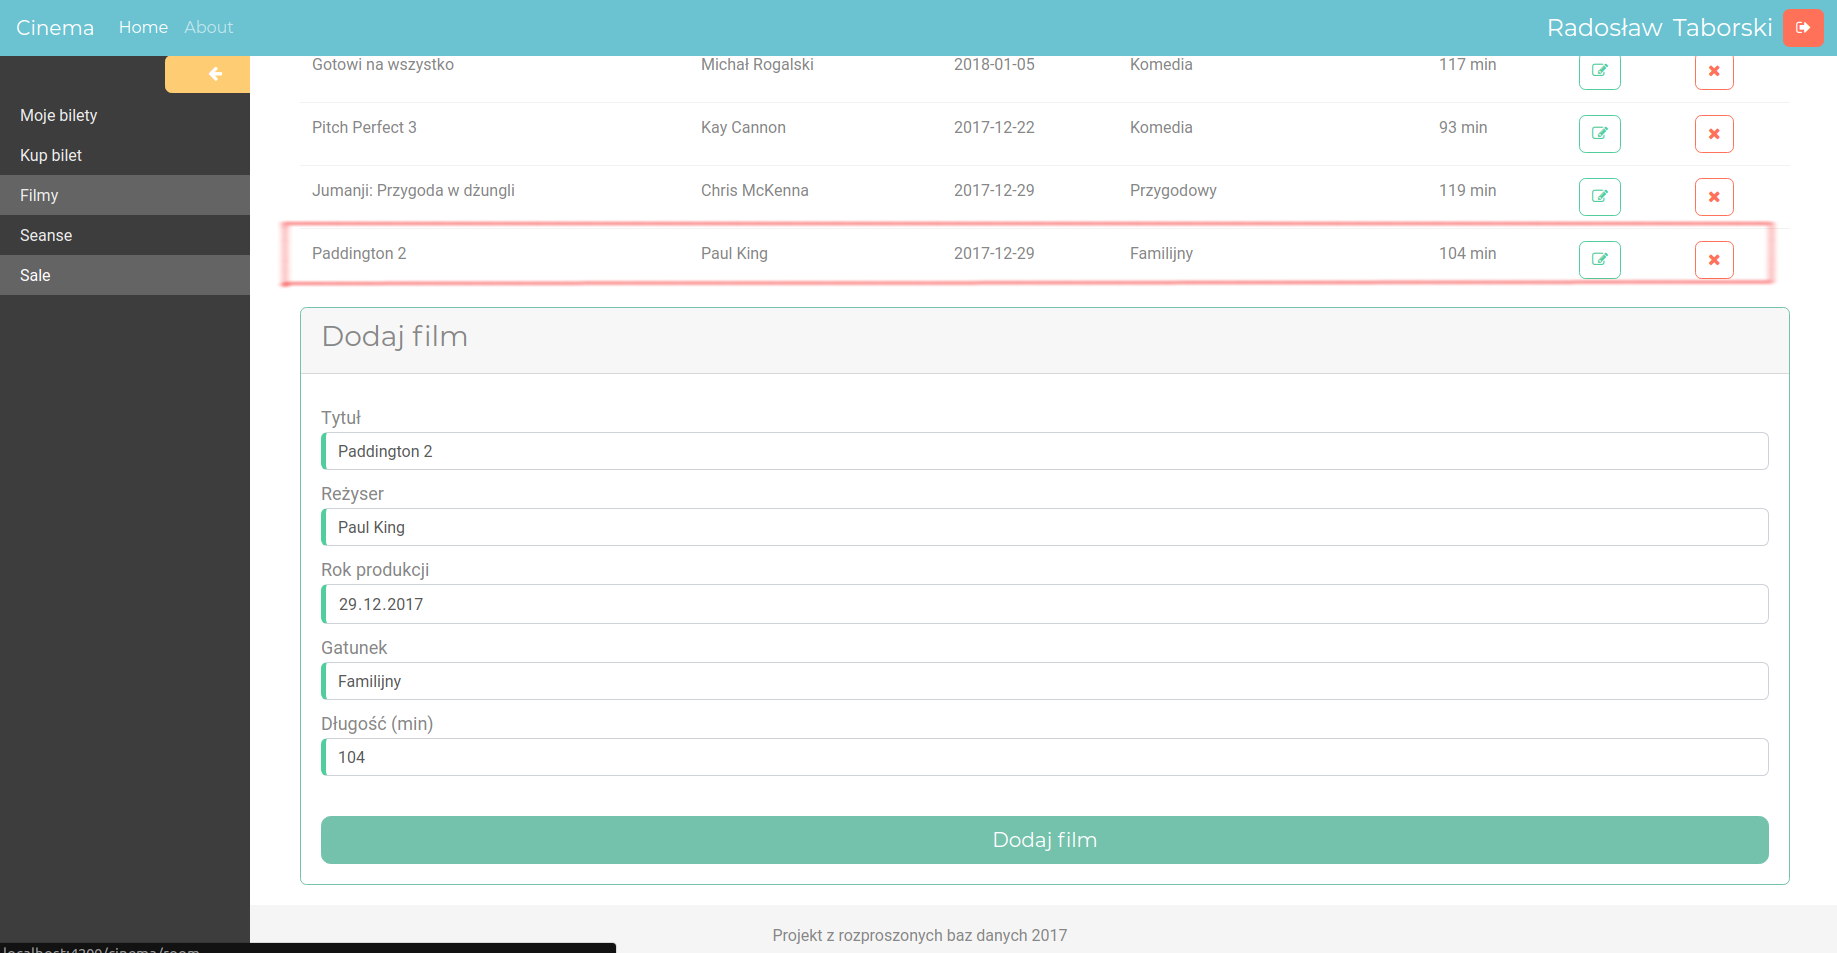 Cinema Home About Radosław Taborski
Moje bilety
Kup bilet
Filmy
Seanse
Sale
Gotowi na wszystko Michał Rogalski 2018-01-05 Komedia 117 min
Pitch Perfect 3 Kay Cannon 2017-12-22 Komedia 93 min
Jumanji: Przygoda w dżungli Chris McKenna 2017-12-29 Przygodowy 119 min
Paddington 2 Paul King 2017-12-29 Familijny 104 min
Dodaj film
Tytuł
Paddington 2
Reżyser
Paul King
Rok produkcji
29.12.2017
Gatunek
Familijny
Długość (min)
104
Dodaj film
Projekt z rozproszonych baz danych 2017
localhost:4200/cinema/room